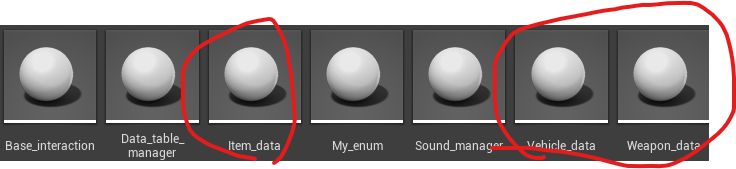 Base_interaction
Data_table_
manager
Item_data
My_enum
Sound_manager
Vehicle_data
Weapon_data